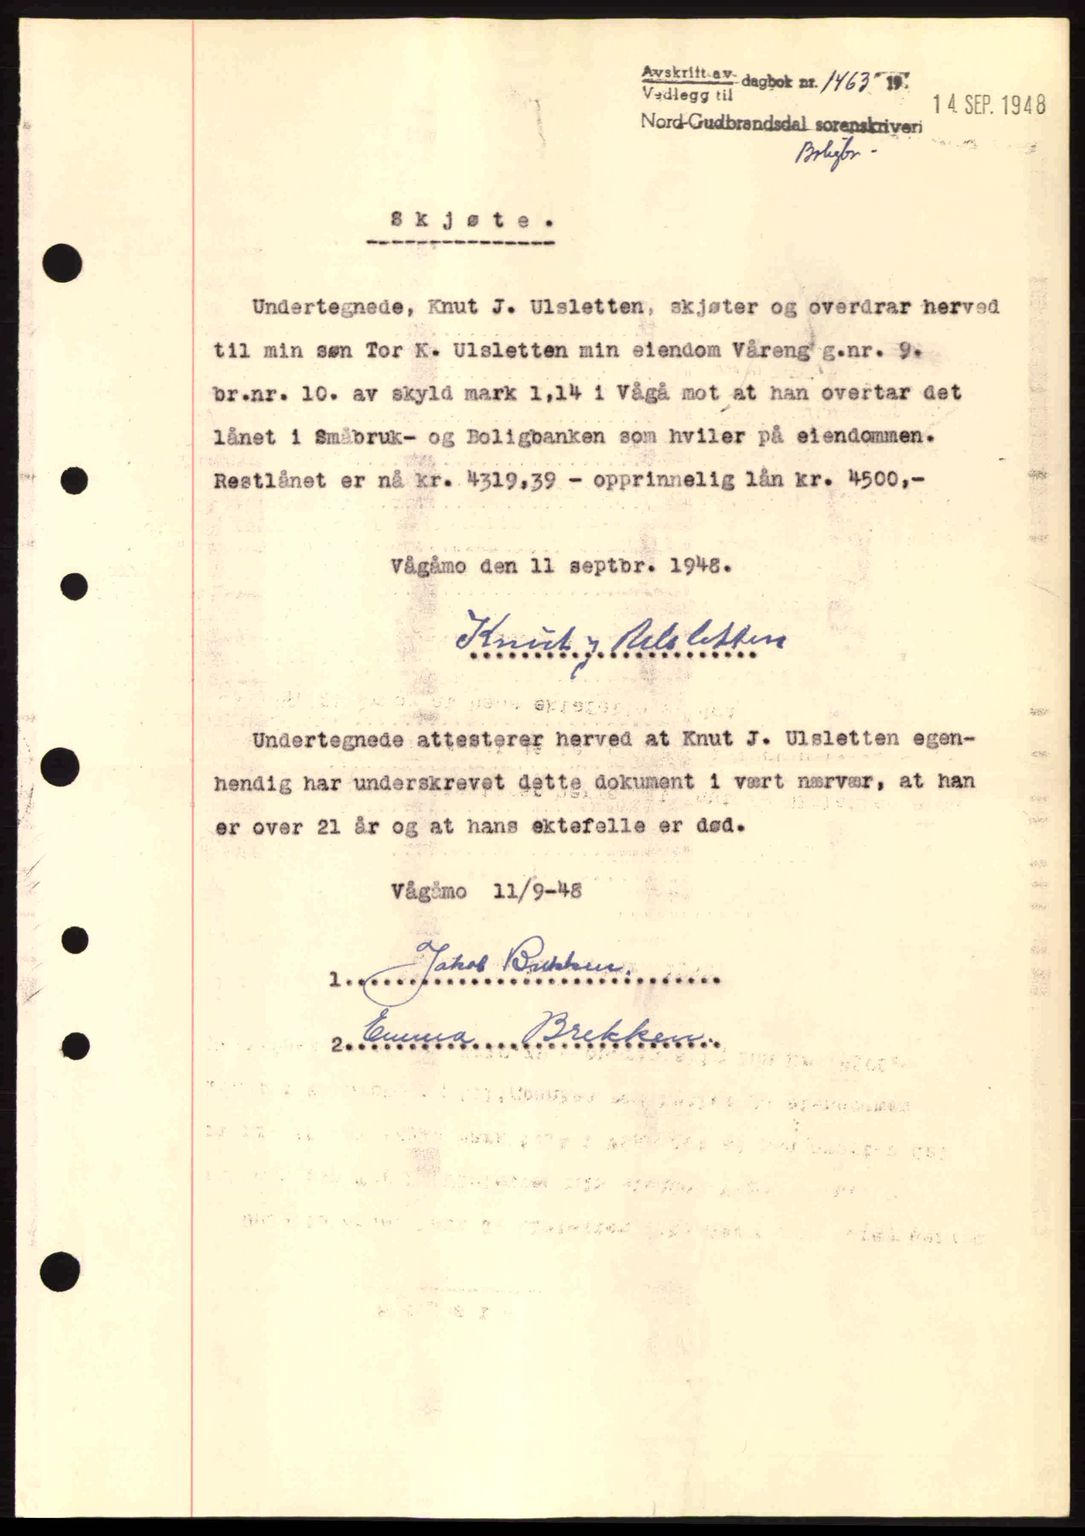 Avskrift av
Vedlegg til
dagbok nr. 1463 19
14 SEP. 1948
Nord-Gudbrandsdal sorenskriveri
Skjøte.
Undertegnede, Knut J. Ulsletten, skjøter og overdrar herved
til min søn Tor K. Ulsletten min eiendom Våreng g.nr. 9.
br.nr. 10. av skyld mark 1,14 i Vågå mot at han overtar det
lånet i Småbruk- og Boligbanken som hviler på eiendommen.
Restlånet er nå kr. 4319,39 - opprinnelig lån kr. 4500,-
Vågåmo den 11 septbr. 1948.
Knut J Ulsletten
Undertegnede attesterer herved at Knut J. Ulsletten egen-
hendig har underskrevet dette dokument i vært nærvær, at han
er over 21 år og at hans ektefelle er død.
Vågåmo 11/9-48
1. Jakob Brekken.
2. Emma Brekken.